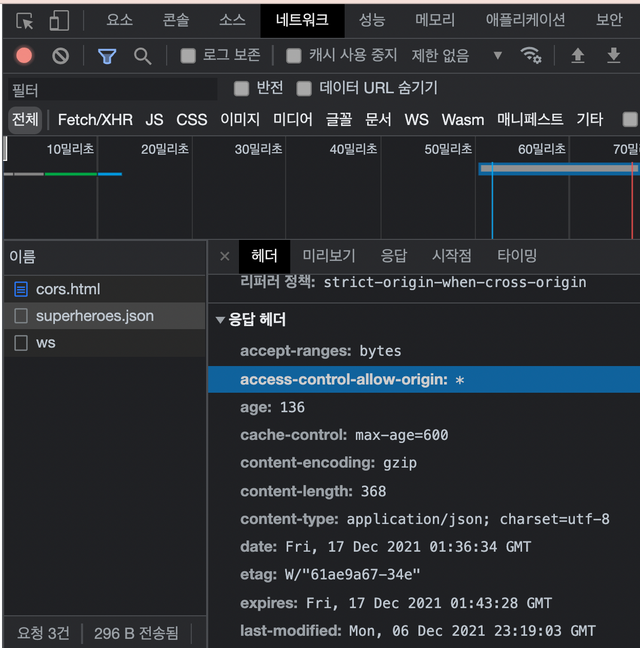 요소 콘솔 소스 네트워크 성능 메모리 애플리케이션 보안
로그 보존 캐시 사용 중지 제한 없음
필터 반전 데이터 URL 숨기기
전체 Fetch/XHR JS CSS 이미지 미디어 글꼴 문서 WS Wasm 매니페스트 기타
10밀리초 20밀리초 30밀리초 40밀리초 50밀리초 60밀리초 70밀리초
이름
cors.html
superheroes.json
ws
헤더 미리보기 응답 시작점 타이밍
리퍼러 정책: strict-origin-when-cross-origin
응답 헤더
accept-ranges: bytes
access-control-allow-origin: *
age: 136
cache-control: max-age=600
content-encoding: gzip
content-length: 368
content-type: application/json; charset=utf-8
date: Fri, 17 Dec 2021 01:36:34 GMT
etag: W/"61ae9a67-34e"
expires: Fri, 17 Dec 2021 01:43:28 GMT
last-modified: Mon, 06 Dec 2021 23:19:03 GMT
요청 3건 296 B 전송됨